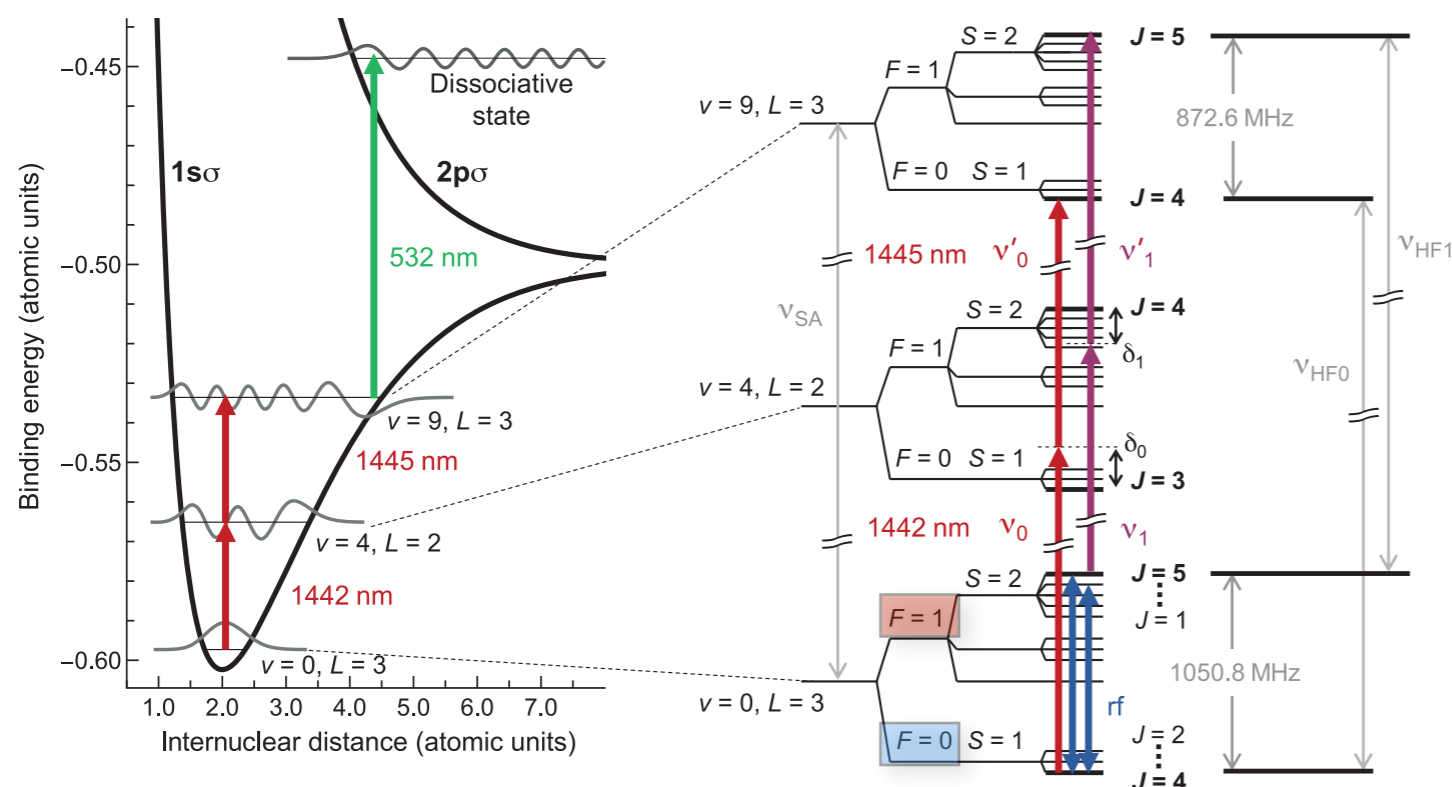 Binding energy (atomic units)
−0.45
−0.50
−0.55
−0.60
1.0 2.0 3.0 4.0 5.0 6.0 7.0
Internuclear distance (atomic units)
1sσ
2pσ
Dissociative
state
532 nm
v = 9, L = 3
1445 nm
v = 4, L = 2
1442 nm
v = 0, L = 3
v = 9, L = 3
F = 1
S = 2
J = 5
F = 0 S = 1
J = 4
872.6 MHz
νSA
1445 nm ν′0 ν′1
νHF1
v = 4, L = 2
F = 1
S = 2
J = 4
δ1
δ0
F = 0 S = 1
J = 3
νHF0
1442 nm ν0 ν1
v = 0, L = 3
F = 1
S = 2
J = 5
J = 1
1050.8 MHz
rf
F = 0 S = 1
J = 2
J = 4